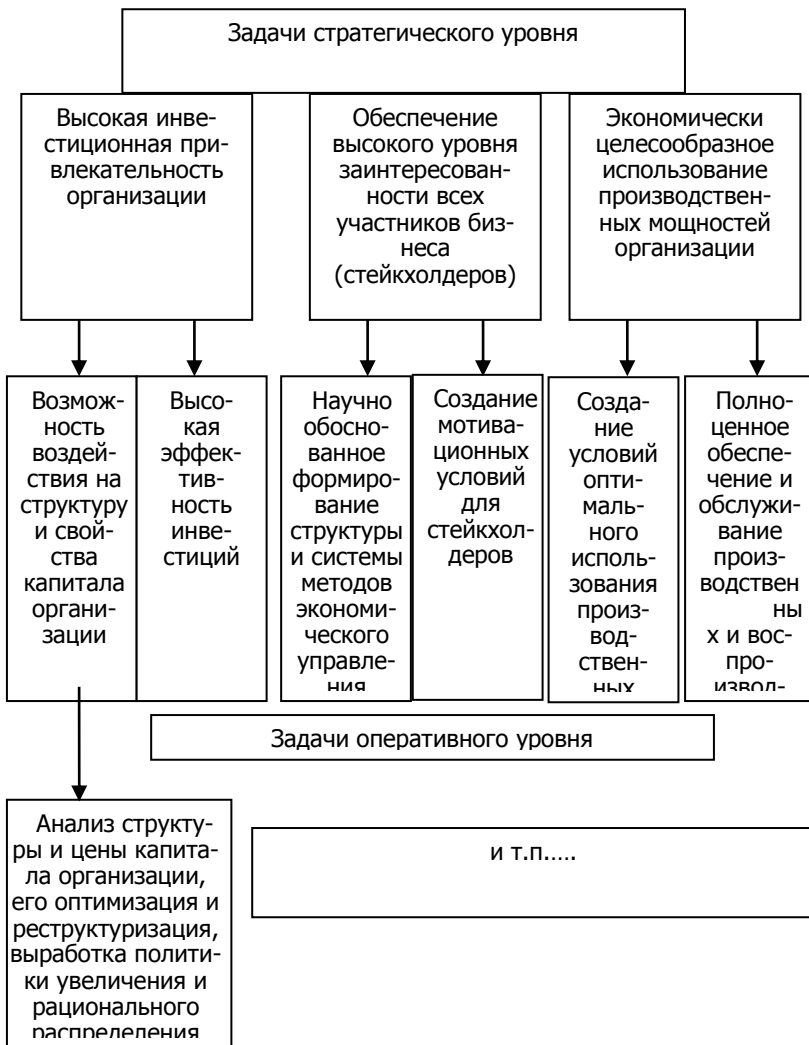 Задачи стратегического уровня
Высокая инве-
стиционная при-
влекательность
организации
Обеспечение
высокого уровня
заинтересован-
ности всех
участников биз-
неса
(стейкхолдеров)
Экономически
целесообразное
использование
производствен-
ных мощностей
организации
Возмож-
ность
воздей-
ствия на
структуру
и свой-
ства
капитала
органи-
зации
Высо-
кая
эффек-
тив-
ность
инве-
стиций
Научно
обосно-
ванное
формиро-
вание
структуры
и системы
методов
экономи-
ческого
управле-
ния
Создание
мотива-
ционных
условий
для
стейкхол-
деров
Созда-
ние
условий
опти-
маль-
ного
исполь-
зования
произ-
вод-
ствен-
ных
Полно-
ценное
обеспе-
чение и
обслужи-
вание
произ-
водствен
ны
х и вос-
про-
извод-
Задачи оперативного уровня
Анализ структу-
ры и цены капита-
ла организации,
его оптимизация и
реструктуризация,
выработка полити-
ки увеличения и
рационального
распределения
и т.п.....